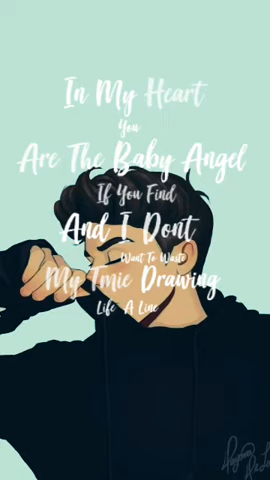 In My Heart
You
Are The Baby Angel
If You Find
And I Dont
Want To Waste
My Tmie Drawing
Life A Line